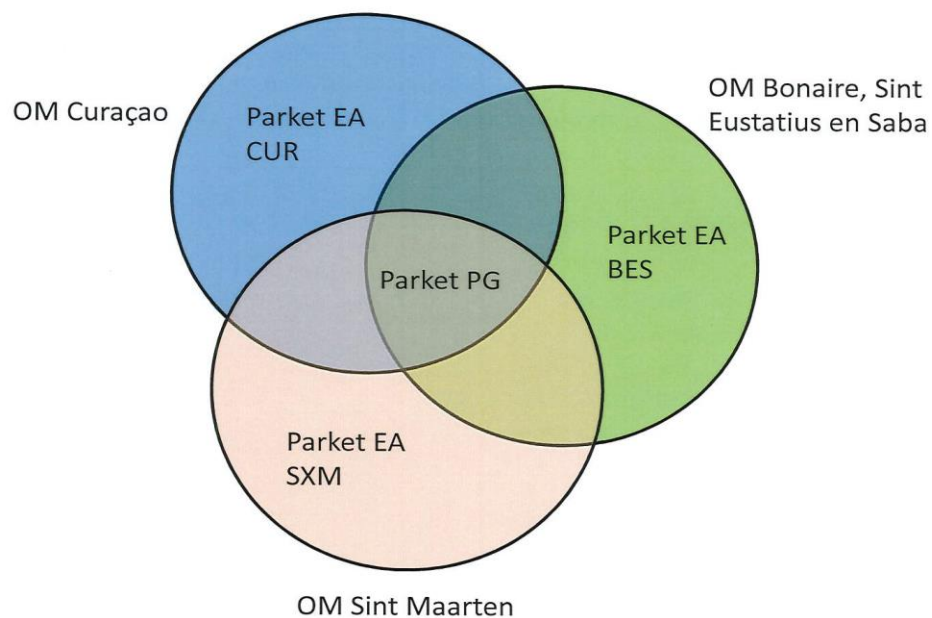 OM Curaçao
Parket EA
CUR
OM Bonaire, Sint
Eustatius en Saba
Parket EA
BES
Parket PG
Parket EA
SXM
OM Sint Maarten